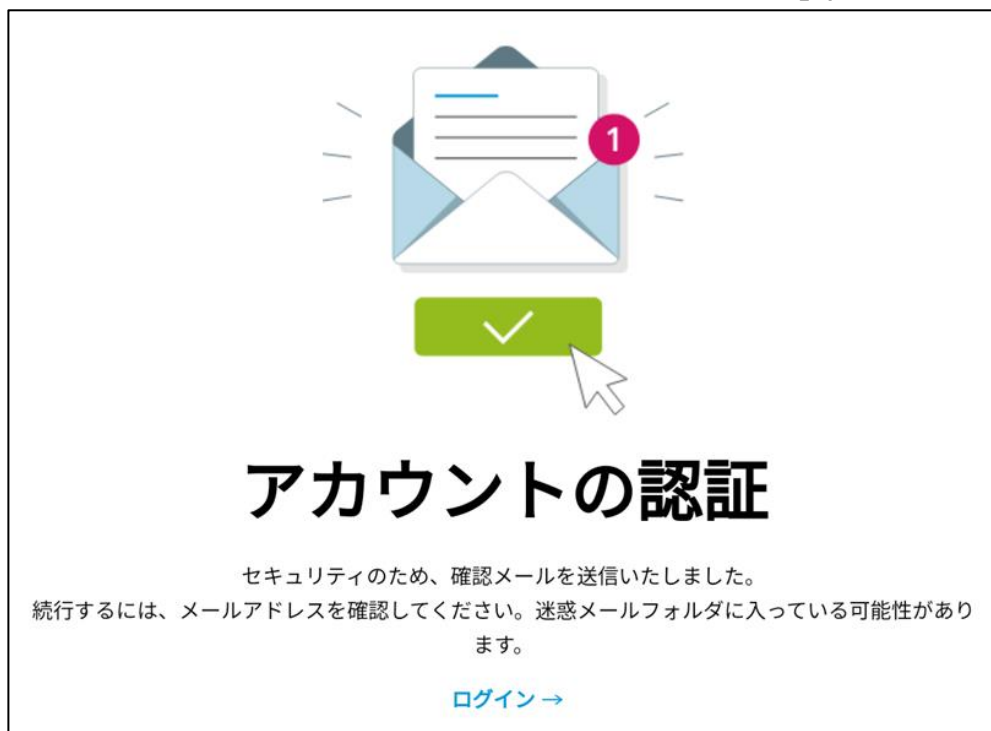 1
アカウントの認証
セキュリティのため、確認メールを送信いたしました。
続行するには、メールアドレスを確認してください。迷惑メールフォルダに入っている可能性があり
ます。
ログイン →